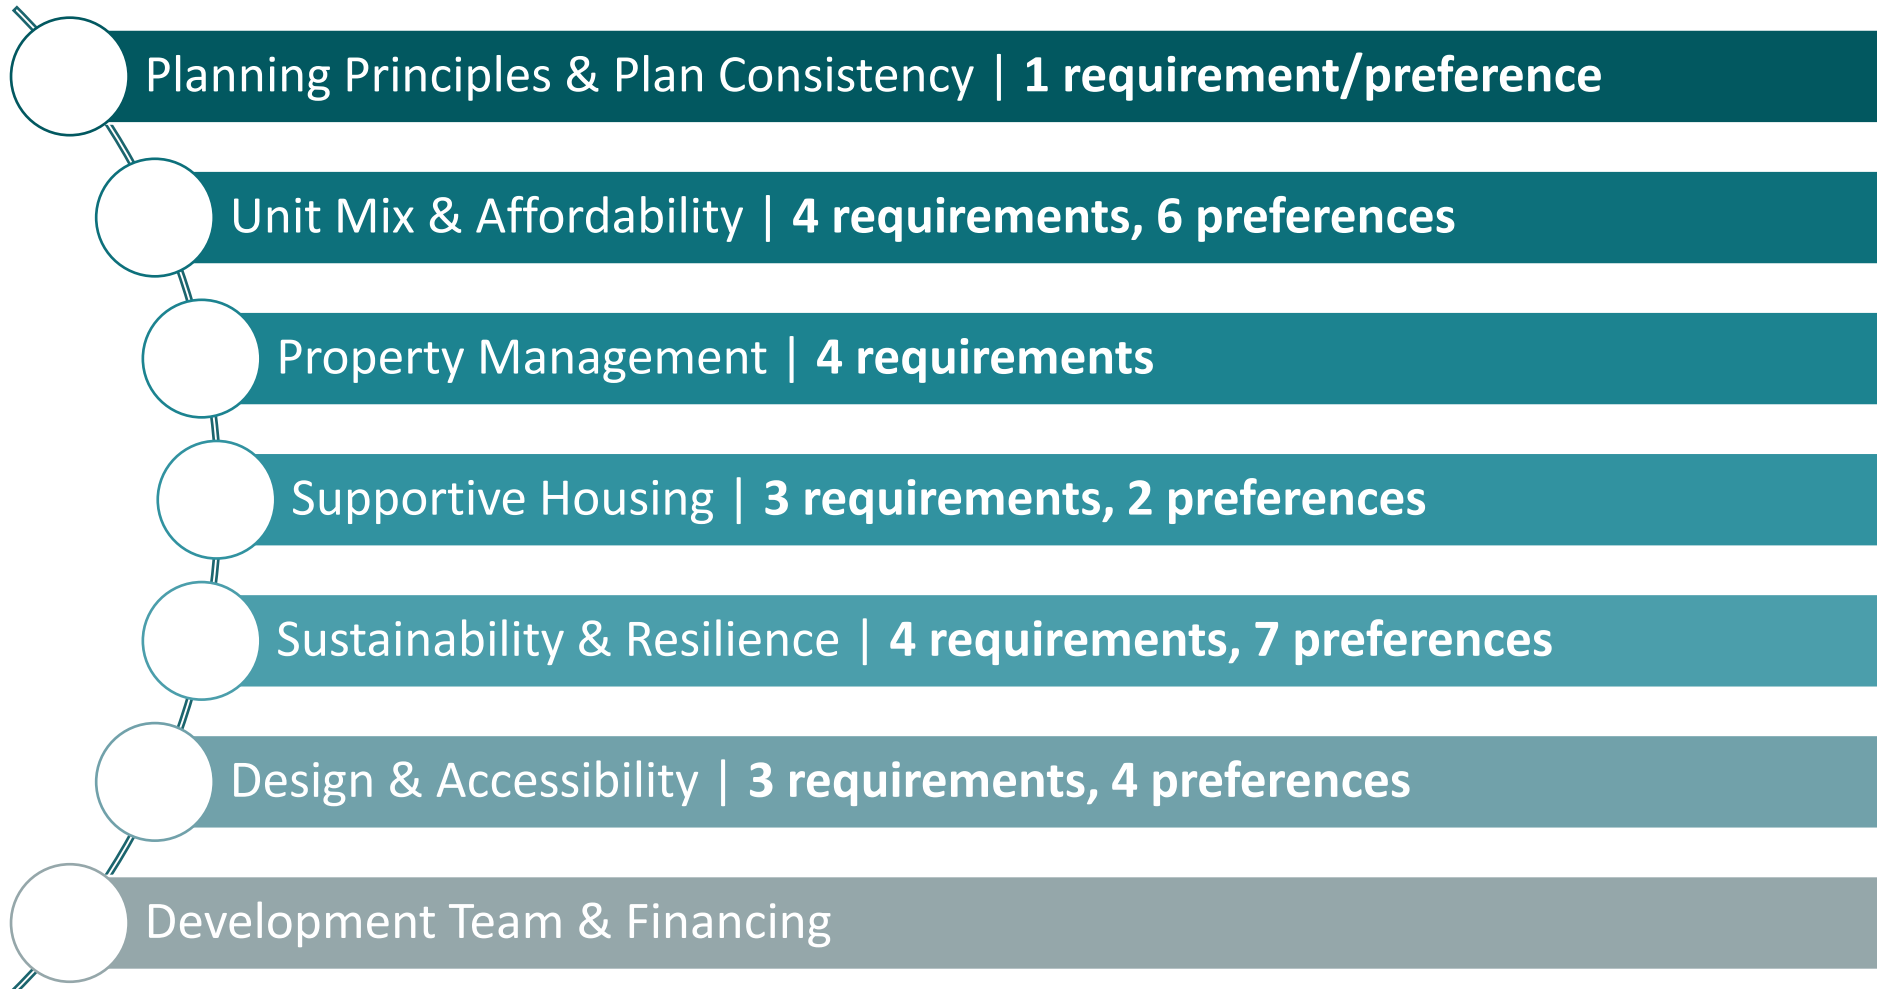 Planning Principles & Plan Consistency | 1 requirement/preference
Unit Mix & Affordability | 4 requirements, 6 preferences
Property Management | 4 requirements
Supportive Housing | 3 requirements, 2 preferences
Sustainability & Resilience | 4 requirements, 7 preferences
Design & Accessibility | 3 requirements, 4 preferences
Development Team & Financing